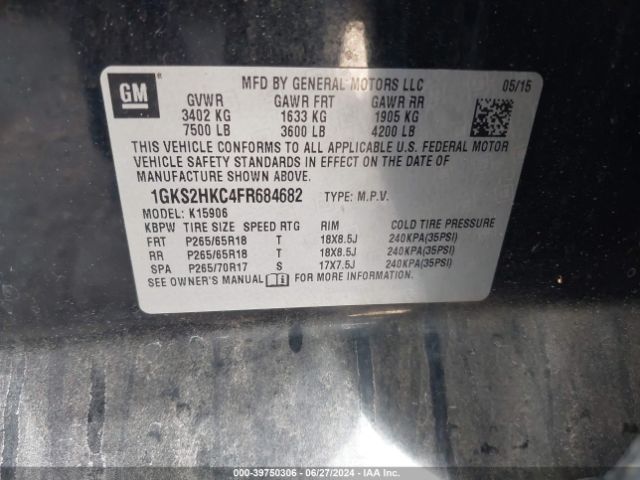 GM
MFD BY GENERAL MOTORS LLC 05/15
GVWR GAWR FRT GAWR RR
3402 KG 1633 KG 1905 KG
7500 LB 3600 LB 4200 LB
THIS VEHICLE CONFORMS TO ALL APPLICABLE U.S. FEDERAL MOTOR
VEHICLE SAFETY STANDARDS IN EFFECT ON THE DATE OF
MANUFACTURE SHOWN ABOVE.
1GKS2HKC4FR684682 TYPE: M.P.V.
MODEL: K15906
KBPW TIRE SIZE SPEED RTG RIM COLD TIRE PRESSURE
FRT P265/65R18 T 18X8.5J 240KPA(35PSI)
RR P265/65R18 T 18X8.5J 240KPA(35PSI)
SPA P265/70R17 S 17X7.5J 240KPA(35PSI)
SEE OWNER'S MANUAL FOR MORE INFORMATION.
000-39750306 - 06/27/2024 - IAA Inc.